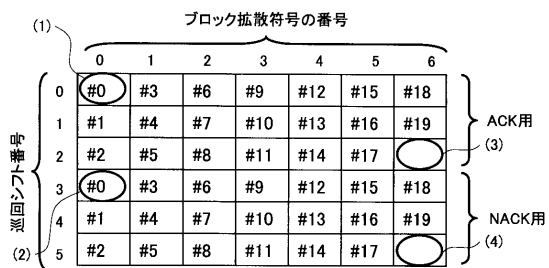 ブロック拡散符号の番号
(1)
0 1 2 3 4 5 6
巡回シフト番号
0 #0 #3 #6 #9 #12 #15 #18
1 #1 #4 #7 #10 #13 #16 #19
ACK用
2 #2 #5 #8 #11 #14 #17
(3)
3 #0 #3 #6 #9 #12 #15 #18
4 #1 #4 #7 #10 #13 #16 #19
NACK用
(2)
5 #2 #5 #8 #11 #14 #17
(4)